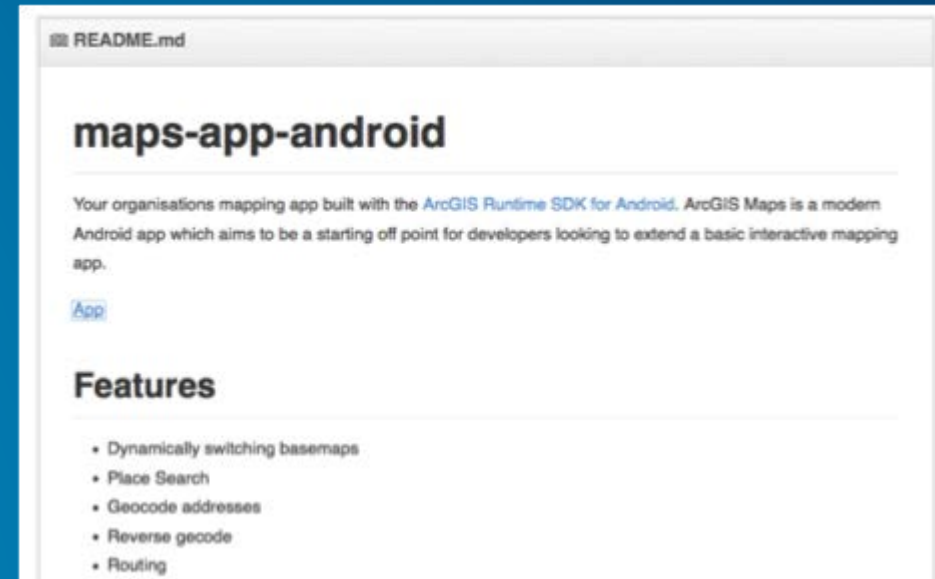 README.md
maps-app-android
Your organisations mapping app built with the ArcGIS Runtime SDK for Android. ArcGIS Maps is a modern
Android app which aims to be a starting off point for developers looking to extend a basic interactive mapping
app.
App
Features
• Dynamically switching basemaps
• Place Search
• Geocode addresses
• Reverse gecode
• Routing